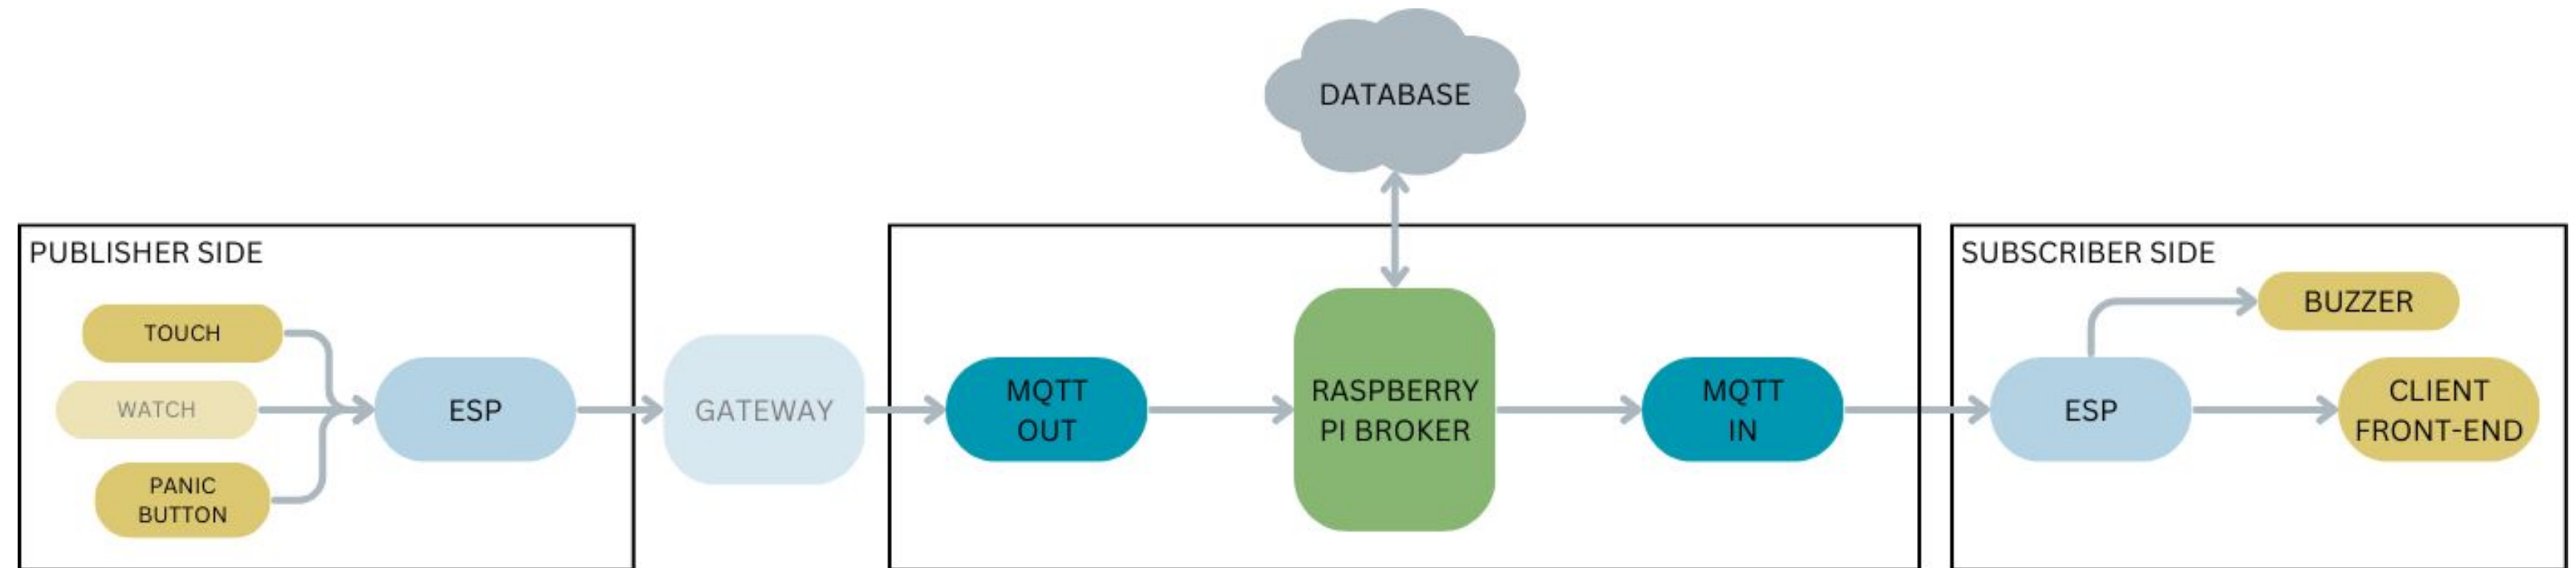 DATABASE
PUBLISHER SIDE
TOUCH
WATCH
PANIC
BUTTON
ESP
GATEWAY
MQTT
OUT
RASPBERRY
PI BROKER
MQTT
IN
SUBSCRIBER SIDE
BUZZER
ESP
CLIENT
FRONT-END